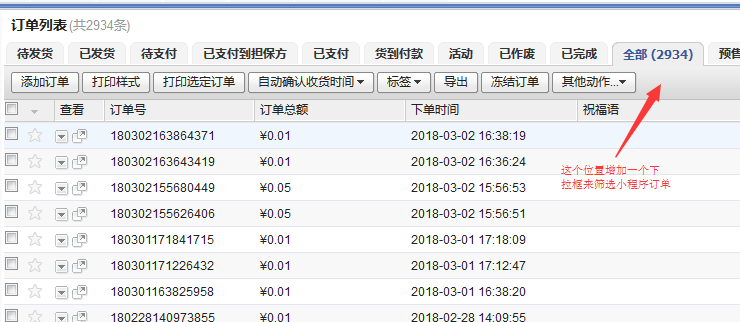 订单列表 (共2934条)
待发货 已发货 待支付 已支付到担保方 已支付 货到付款 活动 已作废 已完成 全部 (2934) 预售
添加订单 打印样式 打印选定订单 自动确认收货时间 标签 导出 冻结订单 其他动作...
查看 订单号 订单总额 下单时间 祝福语
180302163864371 ¥0.01 2018-03-02 16:38:19
180302163643419 ¥0.01 2018-03-02 16:36:24
180302155680449 ¥0.05 2018-03-02 15:56:53
180302155626406 ¥0.05 2018-03-02 15:56:51
180301171841715 ¥0.01 2018-03-01 17:18:09
180301171226432 ¥0.01 2018-03-01 17:12:47
180301163825958 ¥0.01 2018-03-01 16:38:20
180228140973855 ¥0.01 2018-02-28 14:09:55
这个位置增加一个下
拉框来筛选小程序订单